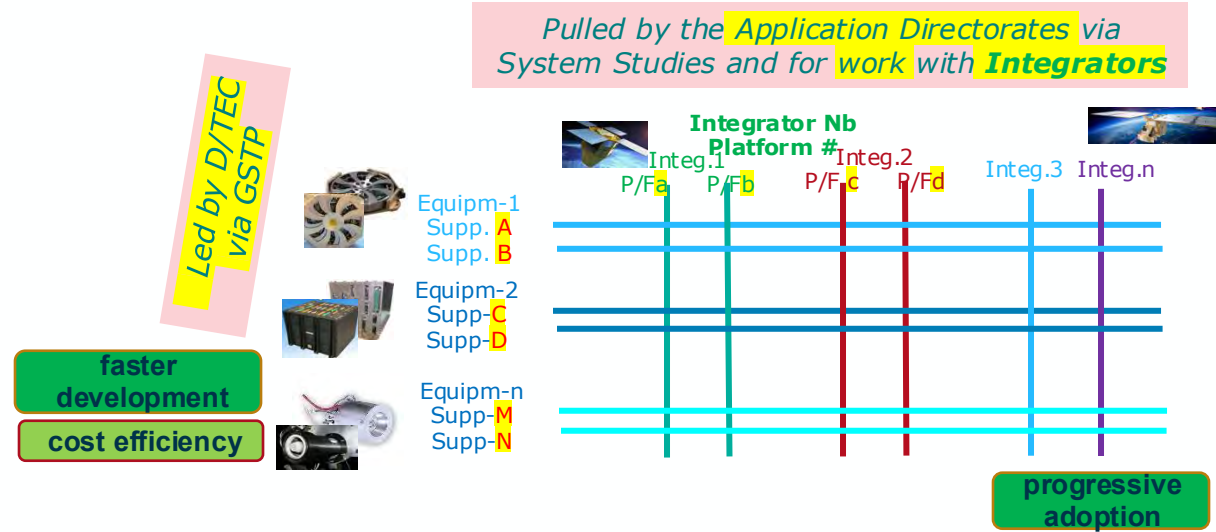 Pulled by the Application Directorates via
System Studies and for work with Integrators
Led by D/TEC
via GSTP
Integrator Nb
Platform #
Integ.1
Integ.2
Integ.3
Integ.n
P/Fa
P/Fb
P/F.c
P/Fd
Equipm-1
Supp. A
Supp. B
Equipm-2
Supp-C
Supp-D
Equipm-n
Supp-M
Supp-N
faster
development
cost efficiency
progressive
adoption